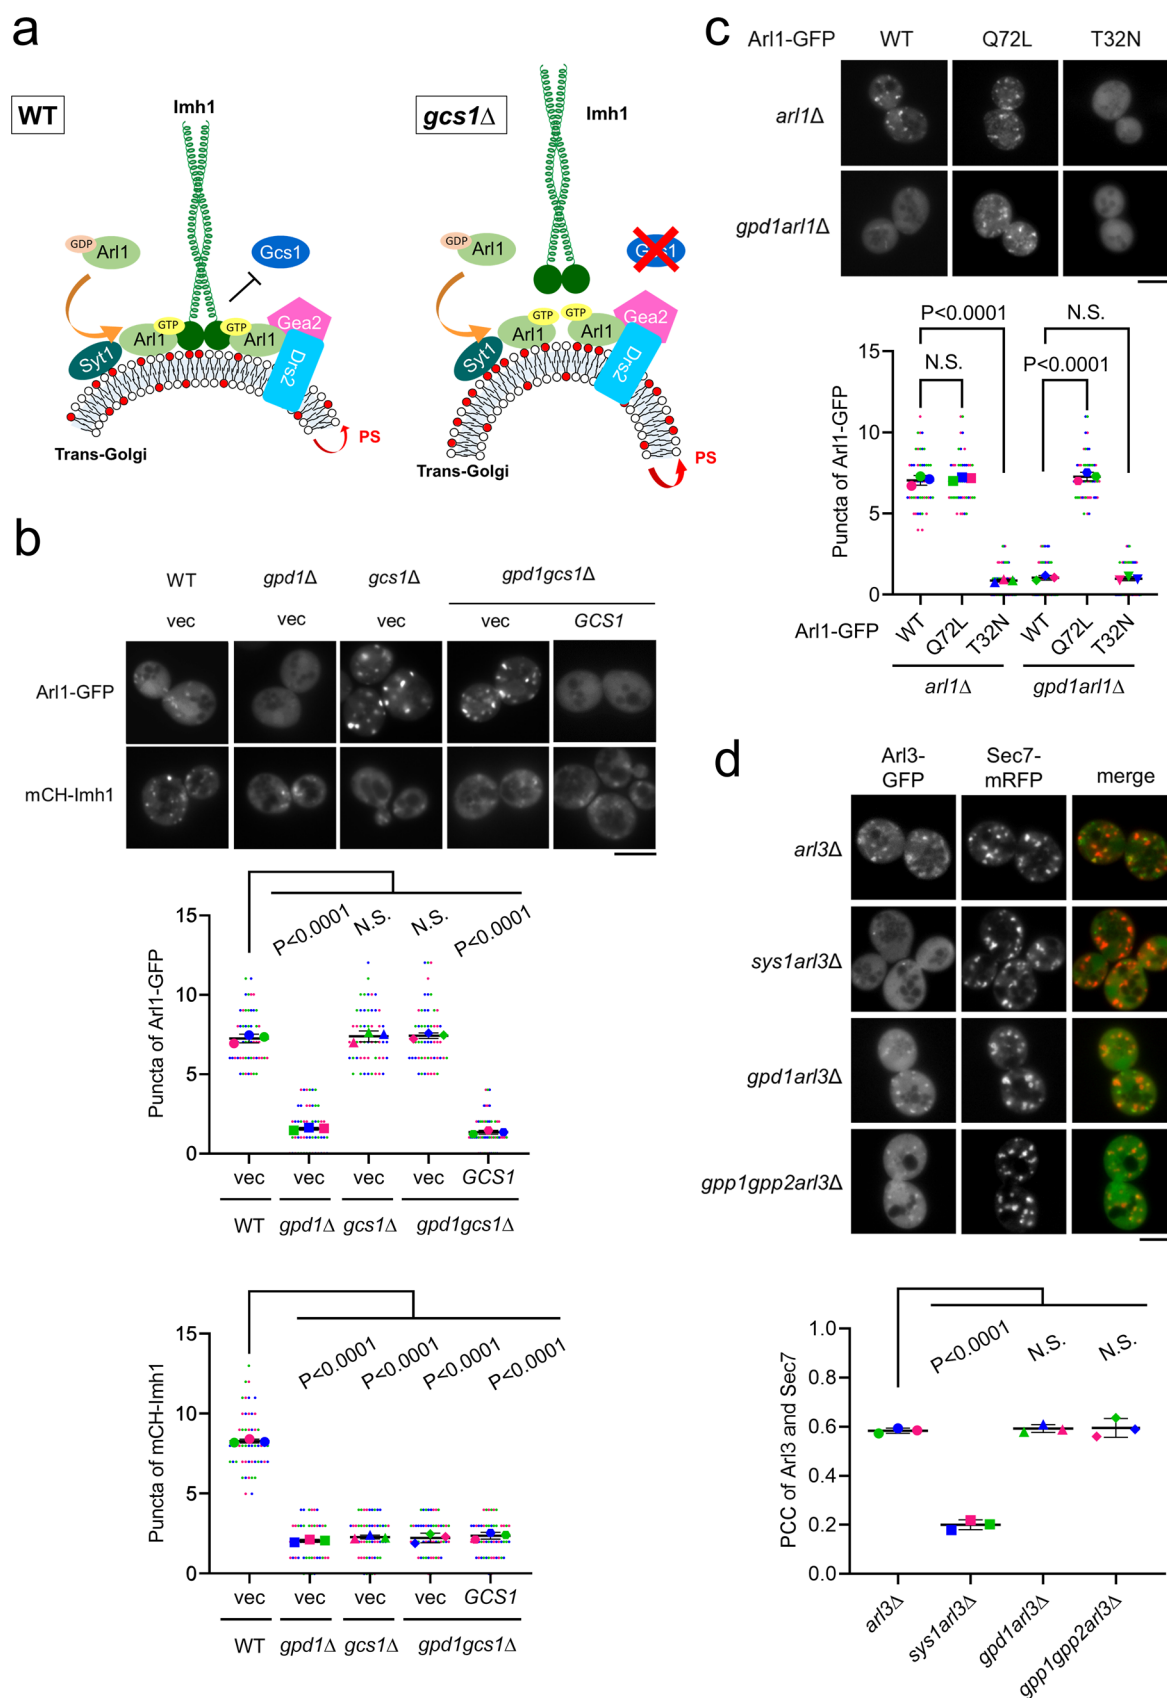 a
WT
Imh1
GDP
Arl1
Gcs1
GTP
GTP
Arl1
Arl1
Gea2
Syt1
Drs2
PS
Trans-Golgi
gcs1Δ
Imh1
GDP
Arl1
Gcs1
GTP
GTP
Arl1
Arl1
Gea2
Syt1
Drs2
PS
Trans-Golgi
b
WT
gpd1Δ
gcs1Δ
gpd1gcs1Δ
vec
vec
vec
vec
GCS1
Arl1-GFP
mCH-Imh1
P<0.0001
N.S.
N.S.
P<0.0001
Puncta of Arl1-GFP
15
10
5
0
vec
vec
vec
vec
GCS1
WT
gpd1Δ
gcs1Δ
gpd1gcs1Δ
P<0.0001
P<0.0001
P<0.0001
P<0.0001
Puncta of mCH-Imh1
15
10
5
0
vec
vec
vec
vec
GCS1
WT
gpd1Δ
gcs1Δ
gpd1gcs1Δ
c
Arl1-GFP
WT
Q72L
T32N
arl1Δ
gpd1arl1Δ
P<0.0001
N.S.
N.S.
P<0.0001
Puncta of Arl1-GFP
15
10
5
0
Arl1-GFP
WT
Q72L
T32N
WT
Q72L
T32N
arl1Δ
gpd1arl1Δ
d
Arl3-
GFP
Sec7-
mRFP
merge
arl3Δ
sys1arl3Δ
gpd1arl3Δ
gpp1gpp2arl3Δ
P<0.0001
N.S.
N.S.
PCC of Arl3 and Sec7
1.0
0.8
0.6
0.4
0.2
0.0
arl3Δ
sys1arl3Δ
gpd1arl3Δ
gpp1gpp2arl3Δ